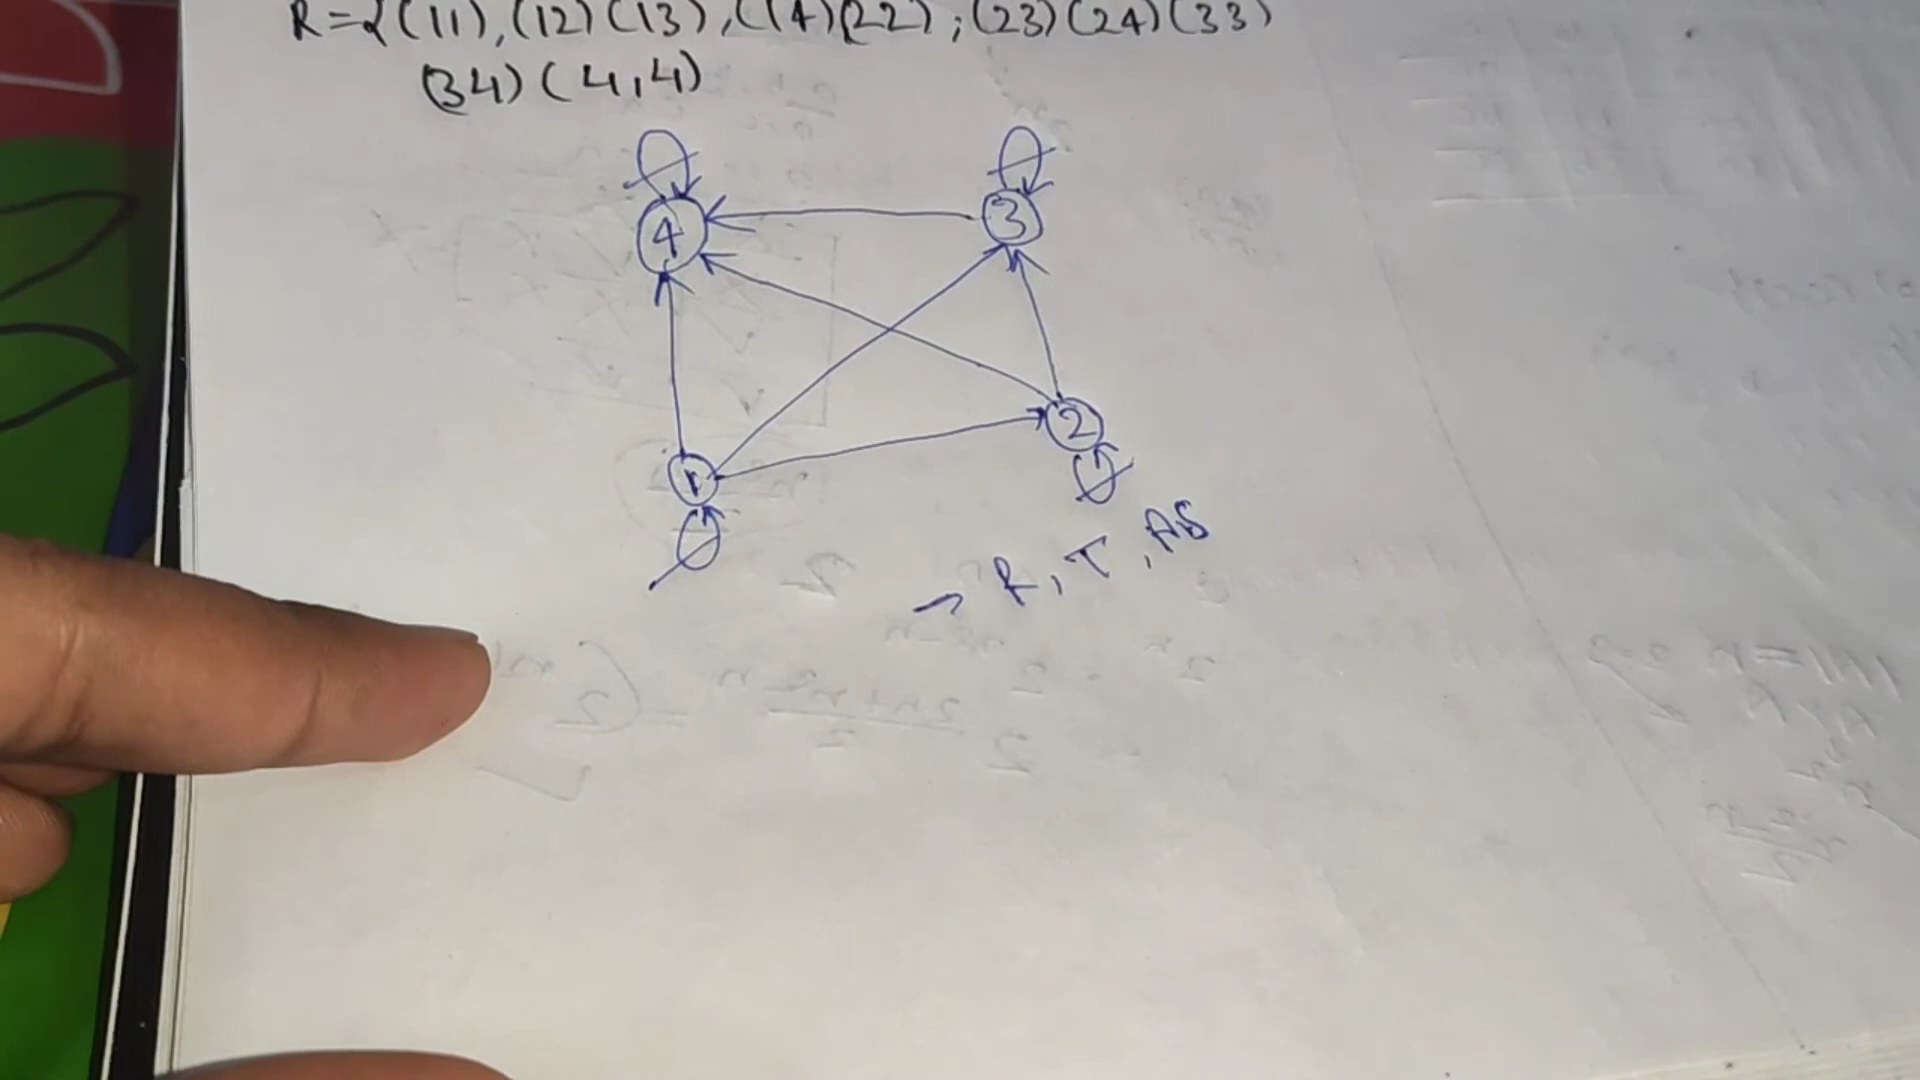 R={(11),(12)(13),(14)(22),(23)(24)(33)
(34)(4,4)
4
3
2
1
→ R, T, AS